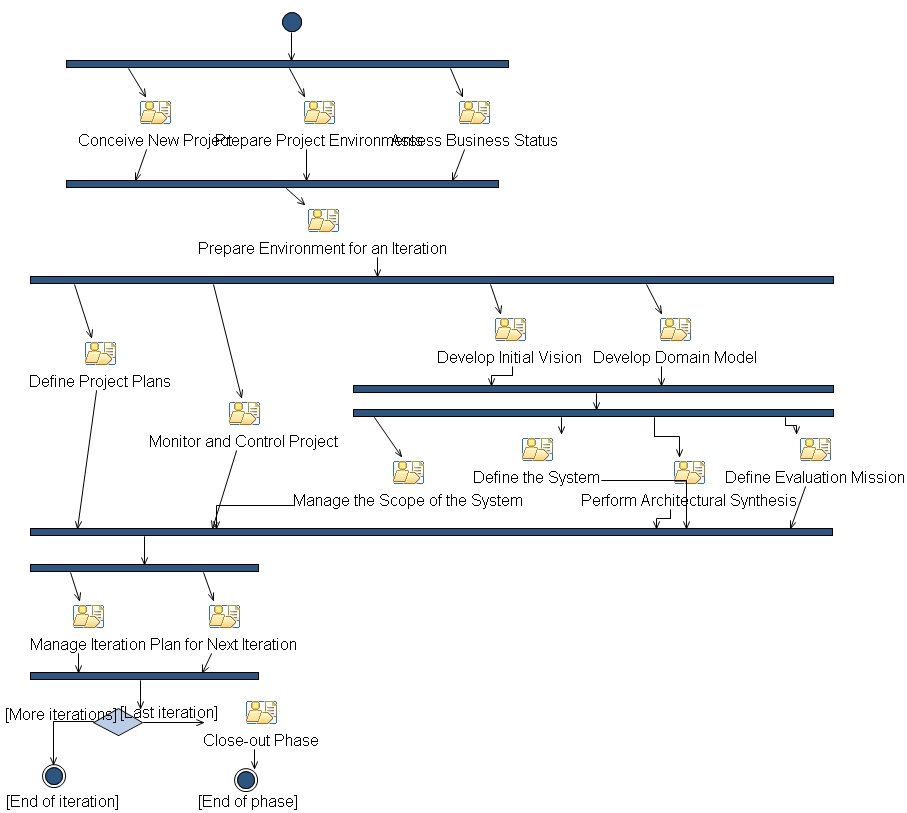 Conceive New Project
Prepare Project Environments
Assess Business Status
Prepare Environment for an Iteration
Develop Initial Vision
Develop Domain Model
Define Project Plans
Monitor and Control Project
Define the System
Define Evaluation Mission
Manage the Scope of the System
Perform Architectural Synthesis
Manage Iteration
Plan for Next Iteration
[More iterations]
[Last iteration]
Close-out Phase
[End of iteration]
[End of phase]